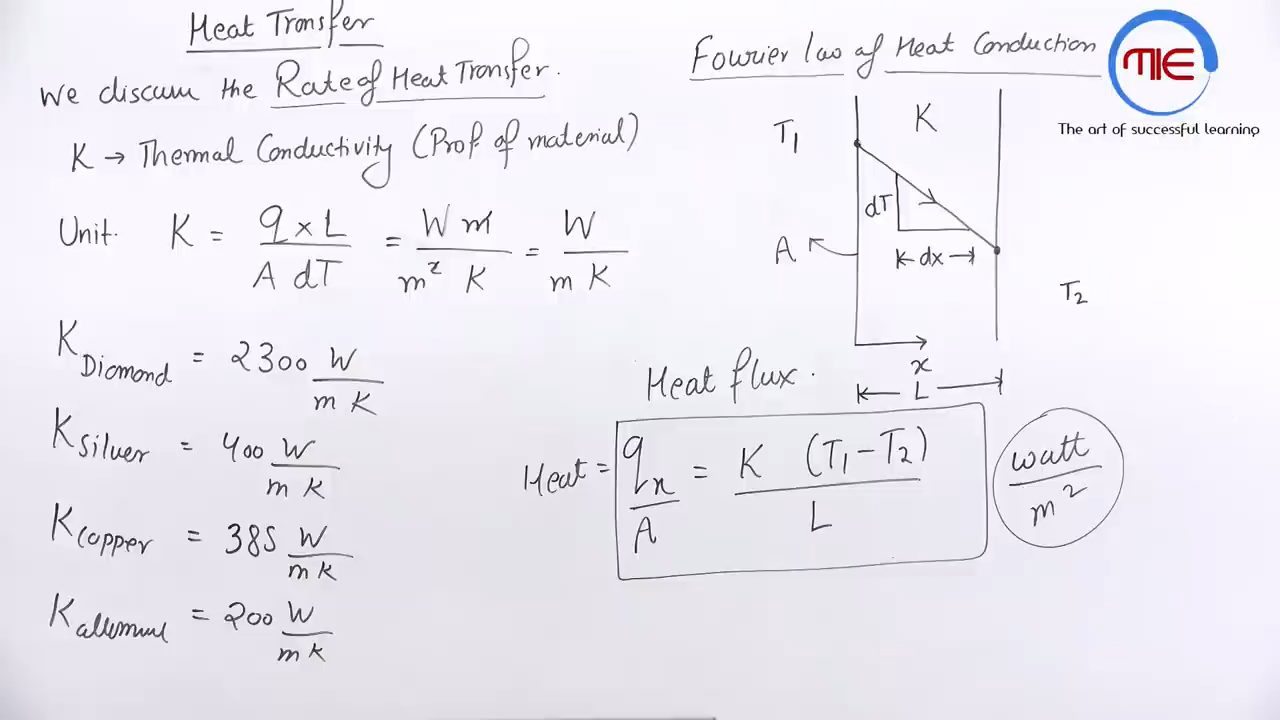 Heat Transfer
We discuss the Rate of Heat Transfer.
K → Thermal Conductivity (Prof. of material)
Unit. K = q × L / A dT = W m / m² K = W / m K
K Diamond = 2300 W / m K
K Silver = 400 W / m K
K Copper = 385 W / m K
K = 200 W / m K
Fourier law of Heat Conduction
MIE
The art of successful learning
T₁
K
dT
dx
A
T₂
x
L
Heat flux.
Heat = qx / A = K (T₁ − T₂) / L
watt / m²